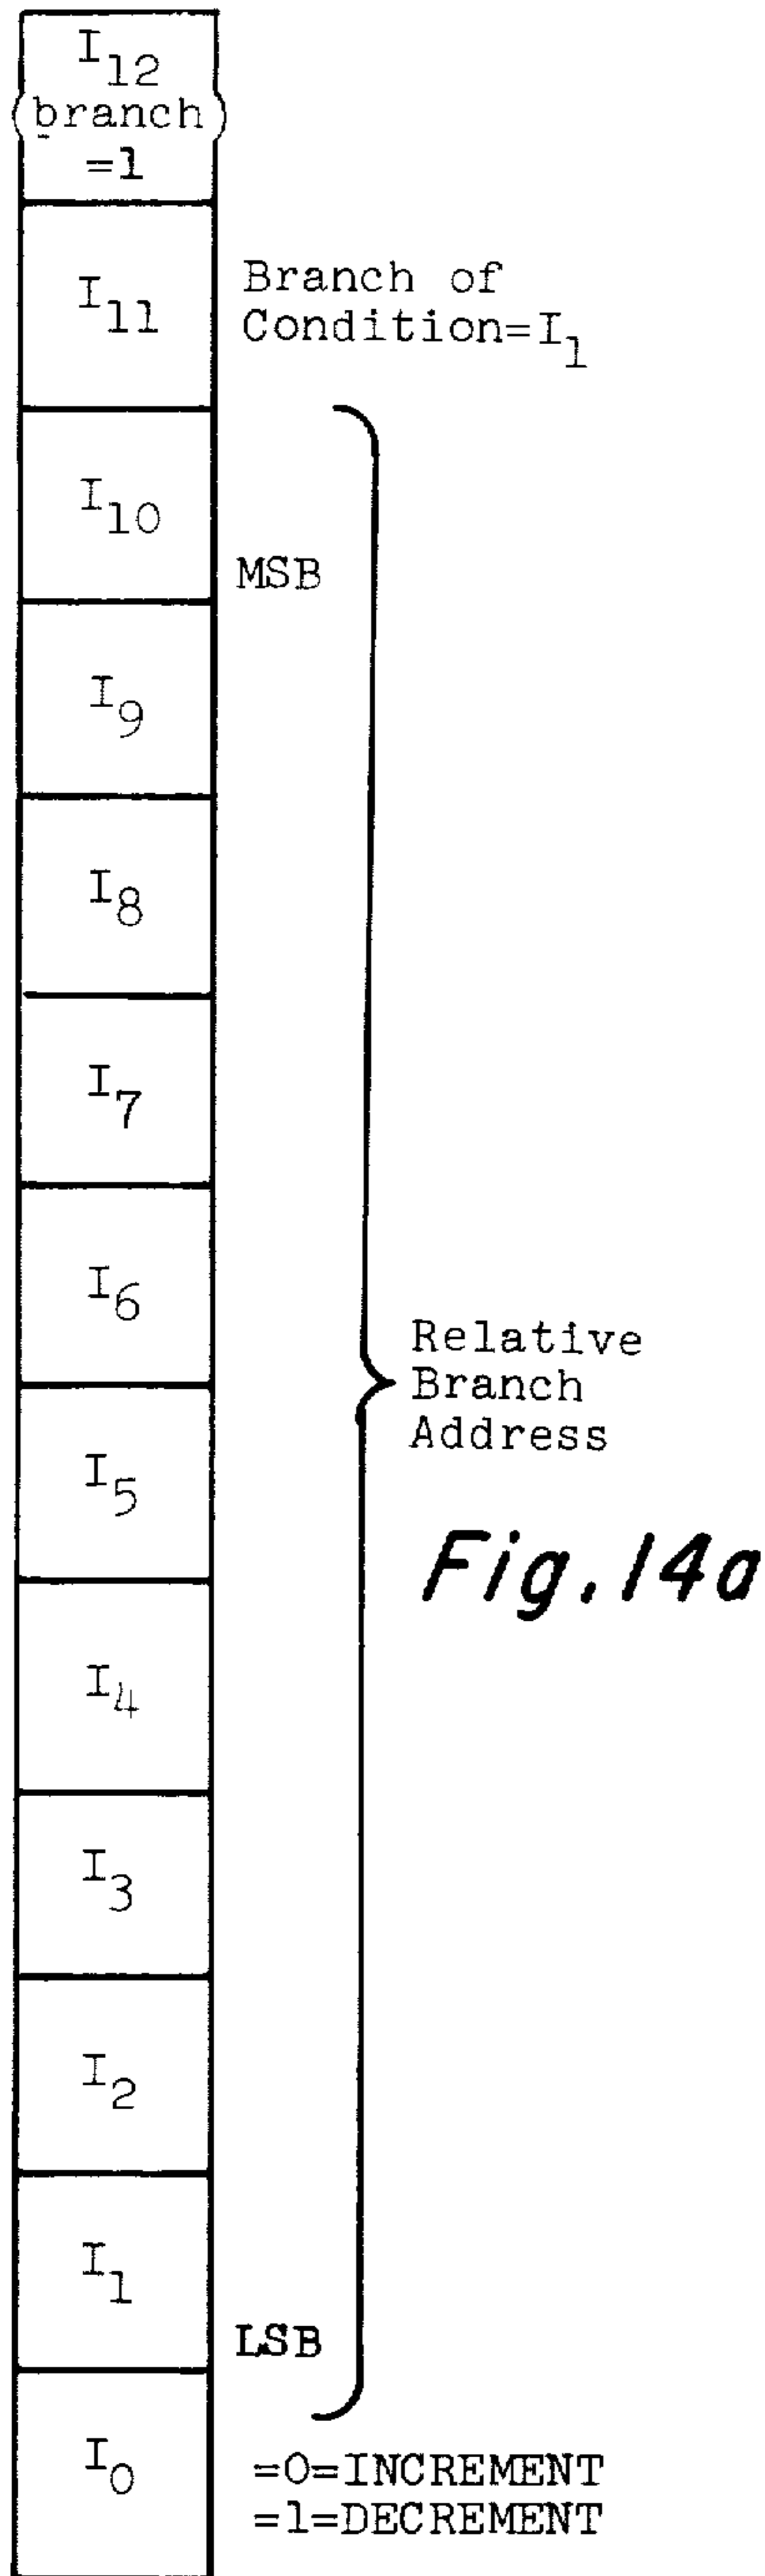 I12
(branch)
=1
I11
Branch of
Condition=I1
I10
MSB
I9
I8
I7
I6
Relative
Branch
Address
I5
Fig. 14a
I4
I3
I2
I1
LSB
I0
=0=INCREMENT
=1=DECREMENT